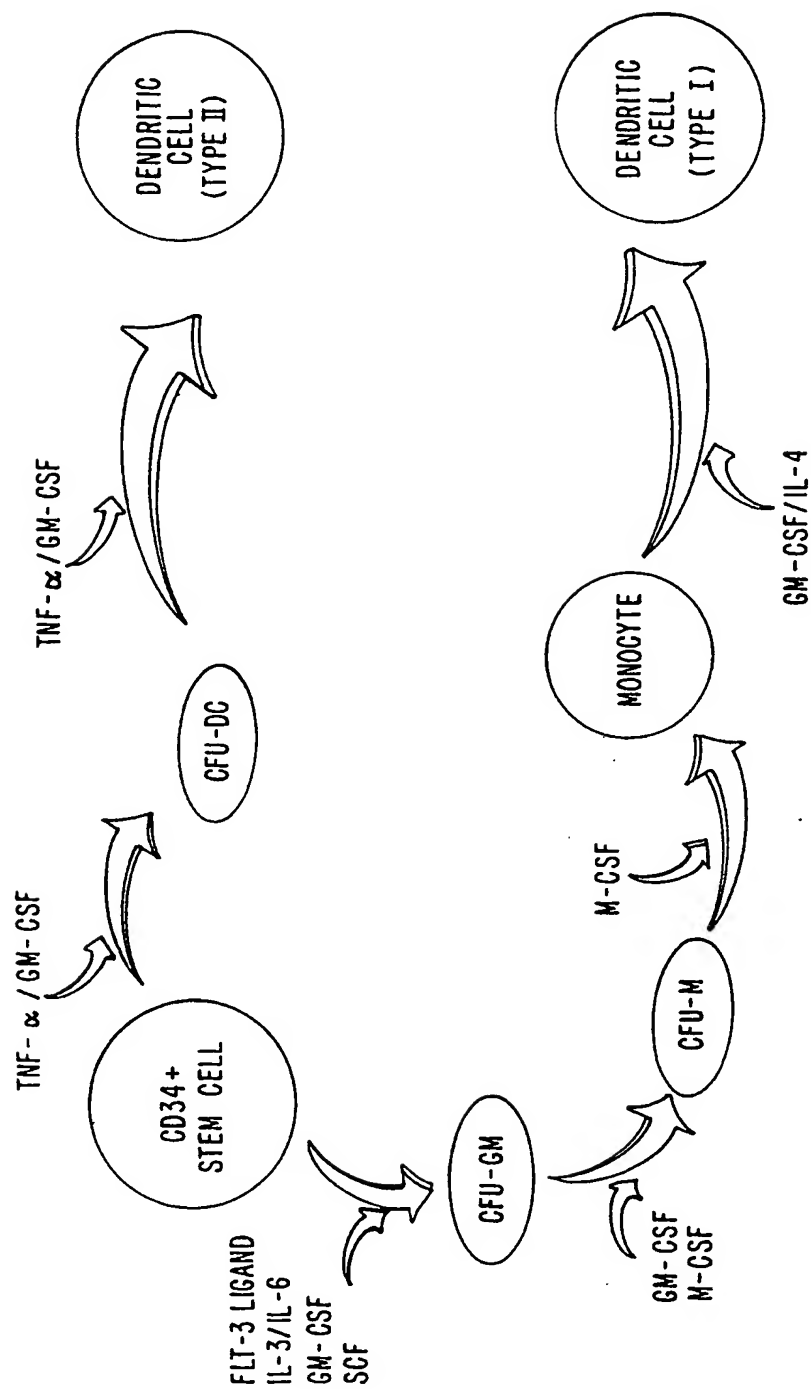 TNF-α/GM-CSF
TNF-α/GM-CSF
CD34+
STEM CELL
CFU-DC
DENDRITIC
CELL
(TYPE II)
FLT-3 LIGAND
IL-3/IL-6
GM-CSF
SCF
CFU-GM
GM-CSF
M-CSF
CFU-M
M-CSF
MONOCYTE
GM-CSF/IL-4
DENDRITIC
CELL
(TYPE I)